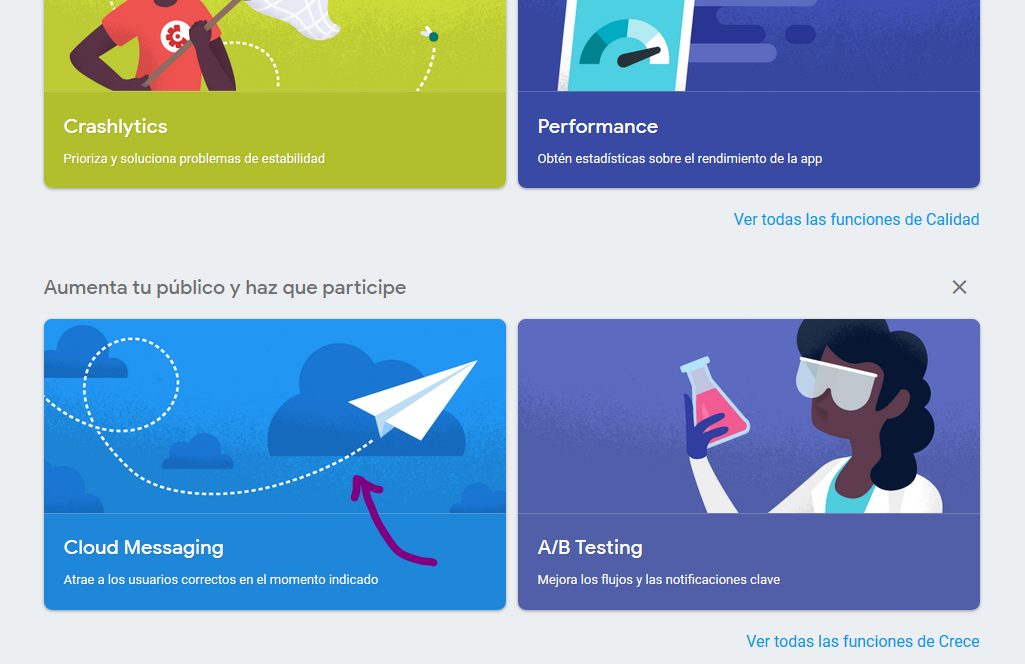 Crashlytics
Prioriza y soluciona problemas de estabilidad
Performance
Obtén estadísticas sobre el rendimiento de la app
Ver todas las funciones de Calidad
Aumenta tu público y haz que participe
Cloud Messaging
Atrae a los usuarios correctos en el momento indicado
A/B Testing
Mejora los flujos y las notificaciones clave
Ver todas las funciones de Crece